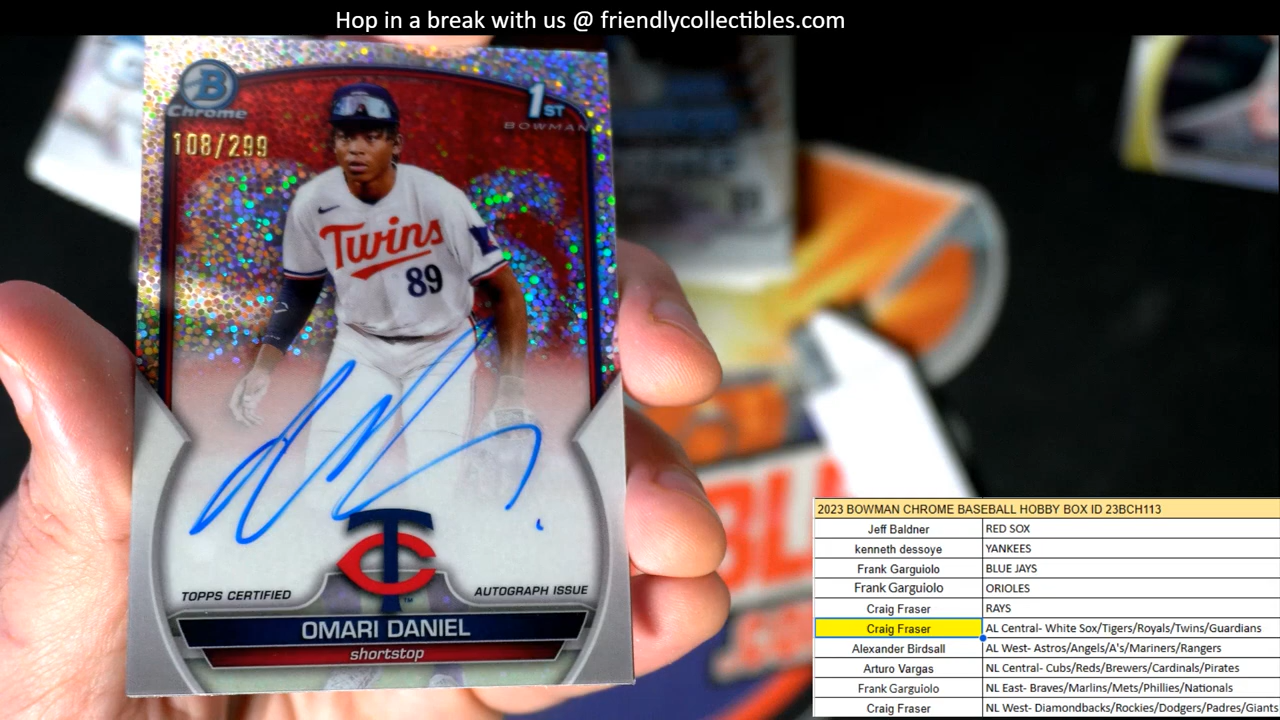 Hop in a break with us @ friendlycollectibles.com
B
Chrome
1ST
BOWMAN
108/299
Twins
89
TC
TOPPS CERTIFIED
AUTOGRAPH ISSUE
OMARI DANIEL
shortstop
2023 BOWMAN CHROME BASEBALL HOBBY BOX ID 23BCH113
Jeff Baldner RED SOX
kenneth dessoye YANKEES
Frank Garguiolo BLUE JAYS
Frank Garguiolo ORIOLES
Craig Fraser RAYS
Craig Fraser AL Central- White Sox/Tigers/Royals/Twins/Guardians
Alexander Birdsall AL West- Astros/Angels/A's/Mariners/Rangers
Arturo Vargas NL Central- Cubs/Reds/Brewers/Cardinals/Pirates
Frank Garguiolo NL East- Braves/Marlins/Mets/Phillies/Nationals
Craig Fraser NL West- Diamondbacks/Rockies/Dodgers/Padres/Giants